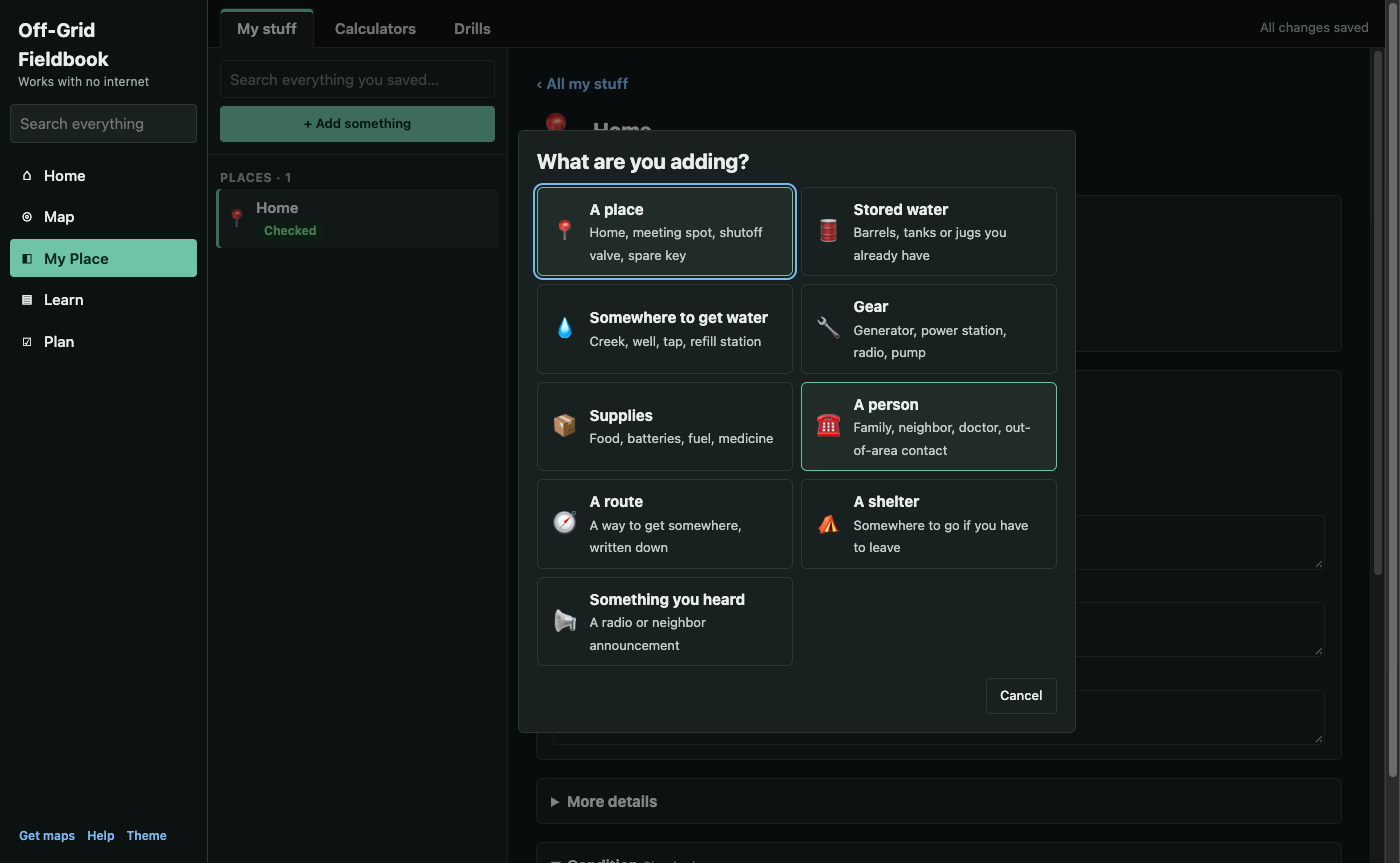 Off-Grid
Fieldbook
Works with no internet
Search everything
Home
Map
My Place
Learn
Plan
Get maps
Help
Theme
My stuff
Calculators
Drills
All changes saved
Search everything you saved...
+ Add something
PLACES · 1
Home
Checked
‹ All my stuff
Home
What are you adding?
A place
Home, meeting spot, shutoff
valve, spare key
Stored water
Barrels, tanks or jugs you
already have
Somewhere to get water
Creek, well, tap, refill station
Gear
Generator, power station,
radio, pump
Supplies
Food, batteries, fuel, medicine
A person
Family, neighbor, doctor, out-
of-area contact
A route
A way to get somewhere,
written down
A shelter
Somewhere to go if you have
to leave
Something you heard
A radio or neighbor
announcement
Cancel
More details
Condition